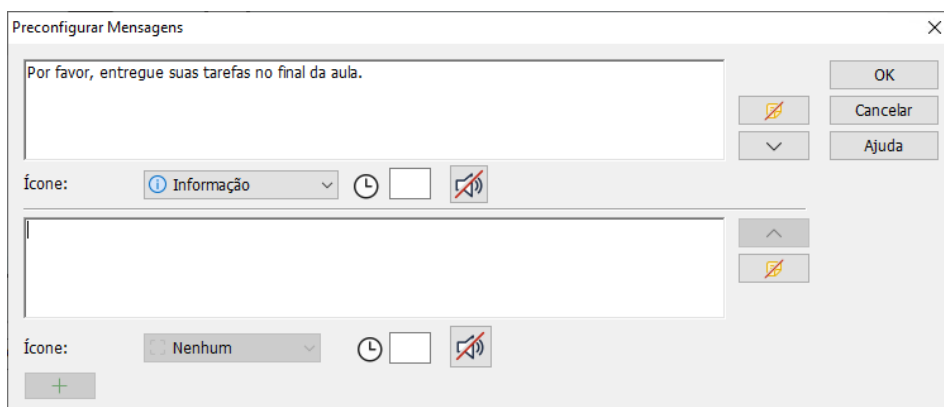 Preconfigurar Mensagens
Por favor, entregue suas tarefas no final da aula.
OK
Cancelar
Ajuda
Ícone:
Informação
Ícone:
Nenhum